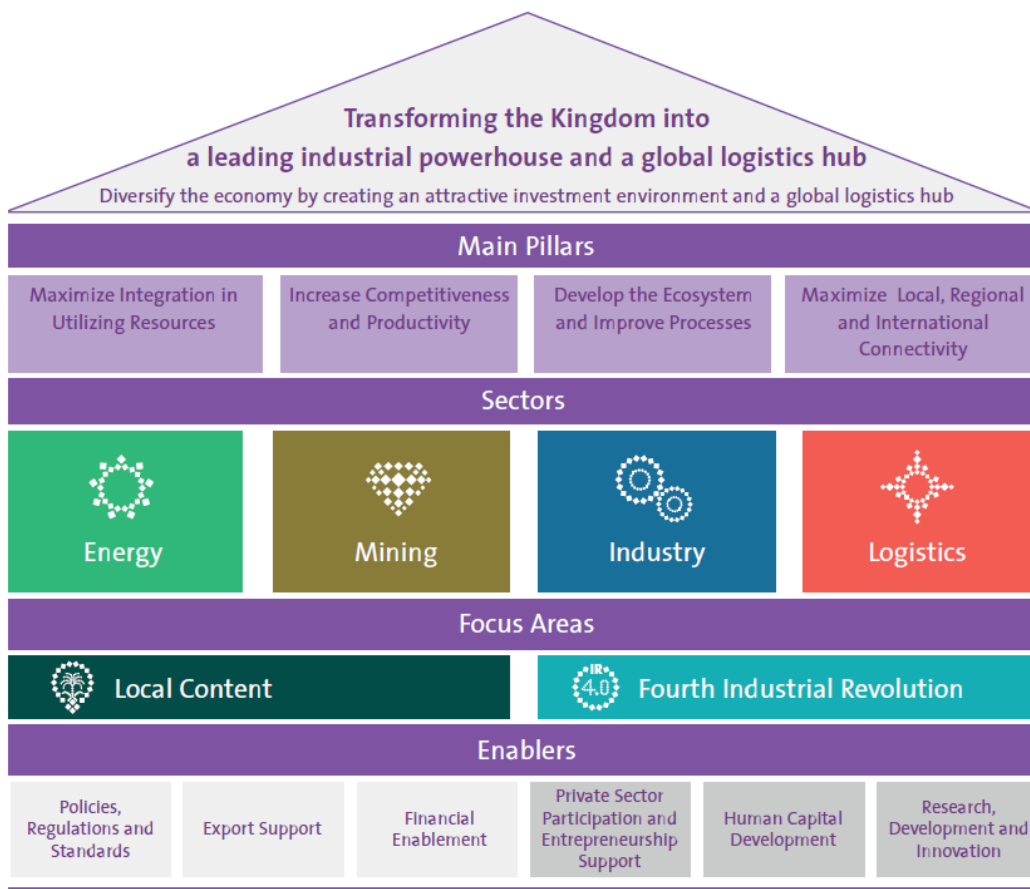 Transforming the Kingdom into
a leading industrial powerhouse and a global logistics hub
Diversify the economy by creating an attractive investment environment and a global logistics hub
Main Pillars
Maximize Integration in
Utilizing Resources
Increase Competitiveness
and Productivity
Develop the Ecosystem
and Improve Processes
Maximize Local, Regional
and International
Connectivity
Sectors
Energy
Mining
Industry
Logistics
Focus Areas
Local Content
IR
4.0
Fourth Industrial Revolution
Enablers
Policies,
Regulations and
Standards
Export Support
Financial
Enablement
Private Sector
Participation and
Entrepreneurship
Support
Human Capital
Development
Research,
Development and
Innovation